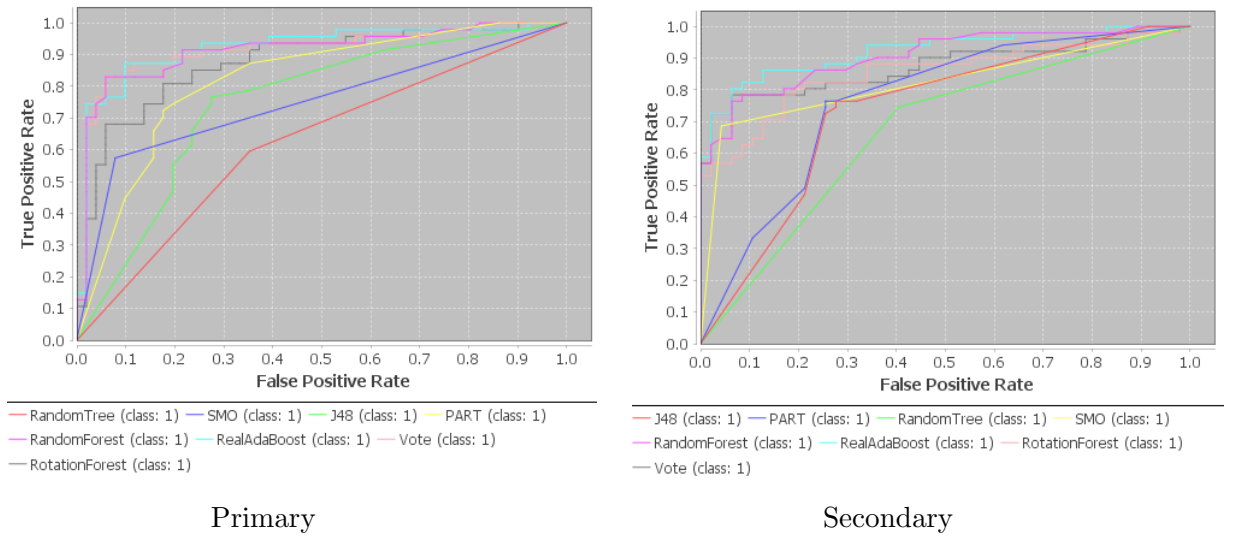 1.0
0.9
0.8
0.7
0.6
0.5
0.4
0.3
0.2
0.1
0.0
True Positive Rate
0.0 0.1 0.2 0.3 0.4 0.5 0.6 0.7 0.8 0.9 1.0
False Positive Rate
RandomTree (class: 1) SMO (class: 1) J48 (class: 1) PART (class: 1)
RandomForest (class: 1) RealAdaBoost (class: 1) Vote (class: 1)
RotationForest (class: 1)
Primary
1.0
0.9
0.8
0.7
0.6
0.5
0.4
0.3
0.2
0.1
0.0
True Positive Rate
0.0 0.1 0.2 0.3 0.4 0.5 0.6 0.7 0.8 0.9 1.0
False Positive Rate
J48 (class: 1) PART (class: 1) RandomTree (class: 1) SMO (class: 1)
RandomForest (class: 1) RealAdaBoost (class: 1) RotationForest (class: 1)
Vote (class: 1)
Secondary